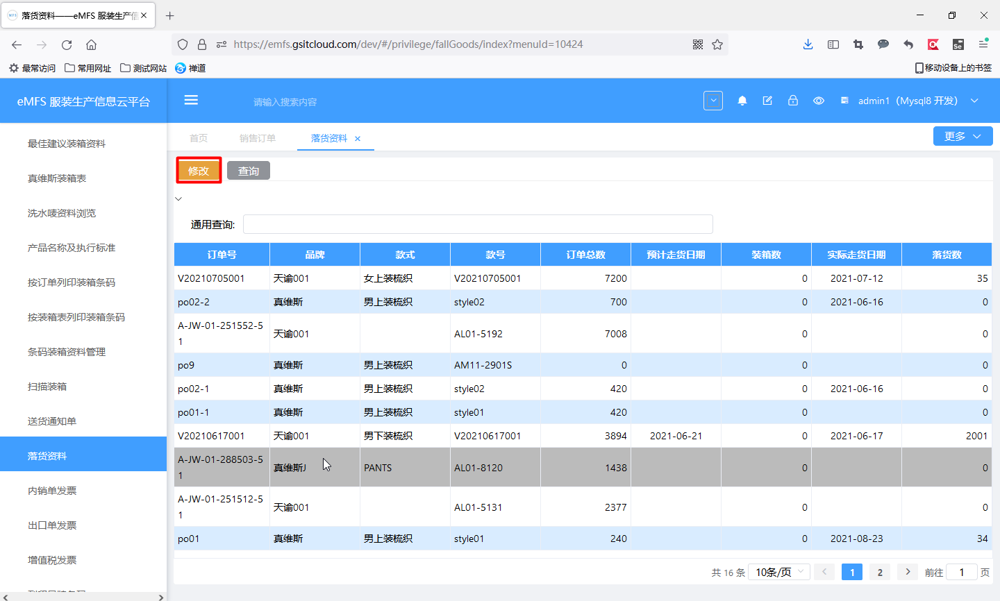 落货资料——eMFS 服装生产信
https://emfs.gsitcloud.com/dev/#/privilege/fallGoods/index?menuId=10424
最常访问 常用网址 测试网站 禅道 移动设备上的书签
eMFS 服装生产信息云平台 请输入搜索内容 admin1（Mysql8 开发）
首页 销售订单 落货资料 更多
最佳建议装箱资料
真维斯装箱表
洗水唛资料浏览
产品名称及执行标准
按订单列印装箱条码
按装箱表列印装箱条码
条码装箱资料管理
扫描装箱
送货通知单
落货资料
内销单发票
出口单发票
增值税发票
修改 查询
通用查询:
订单号 品牌 款式 款号 订单总数 预计走货日期 装箱数 实际走货日期 落货数
V20210705001 天谕001 女上装梳织 V20210705001 7200 0 2021-07-12 35
po02-2 真维斯 男上装梳织 style02 700 0 2021-06-16 0
A-JW-01-251552-5
1 天谕001 AL01-5192 7008 0 0
po9 真维斯 男上装梳织 AM11-2901S 0 0 0
po02-1 真维斯 男上装梳织 style02 420 0 2021-06-16 0
po01-1 真维斯 男上装梳织 style01 420 0 0
V20210617001 天谕001 男下装梳织 V20210617001 3894 2021-06-21 0 2021-06-17 2001
A-JW-01-288503-5
1 真维斯J PANTS AL01-8120 1438 0 0
A-JW-01-251512-5
1 天谕001 AL01-5131 2377 0 0
po01 真维斯 男上装梳织 style01 240 0 2021-08-23 34
共 16 条 10条/页 1 2 前往 1 页